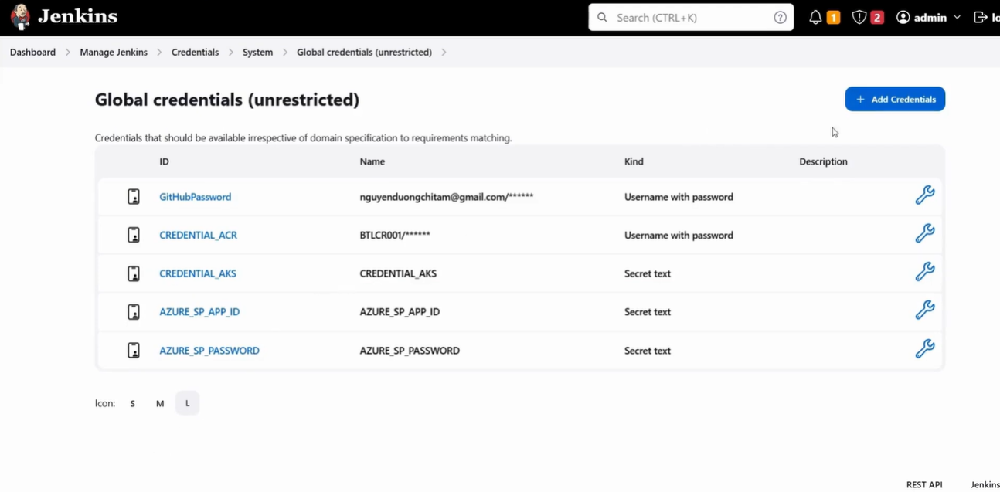 Jenkins
Search (CTRL+K)
1
2
admin
lo
Dashboard > Manage Jenkins > Credentials > System > Global credentials (unrestricted) >
Global credentials (unrestricted)
+ Add Credentials
Credentials that should be available irrespective of domain specification to requirements matching.
ID Name Kind Description
GitHubPassword nguyenduongchitam@gmail.com/****** Username with password
CREDENTIAL_ACR BTLCR001/****** Username with password
CREDENTIAL_AKS CREDENTIAL_AKS Secret text
AZURE_SP_APP_ID AZURE_SP_APP_ID Secret text
AZURE_SP_PASSWORD AZURE_SP_PASSWORD Secret text
Icon: S M L
REST API Jenkins